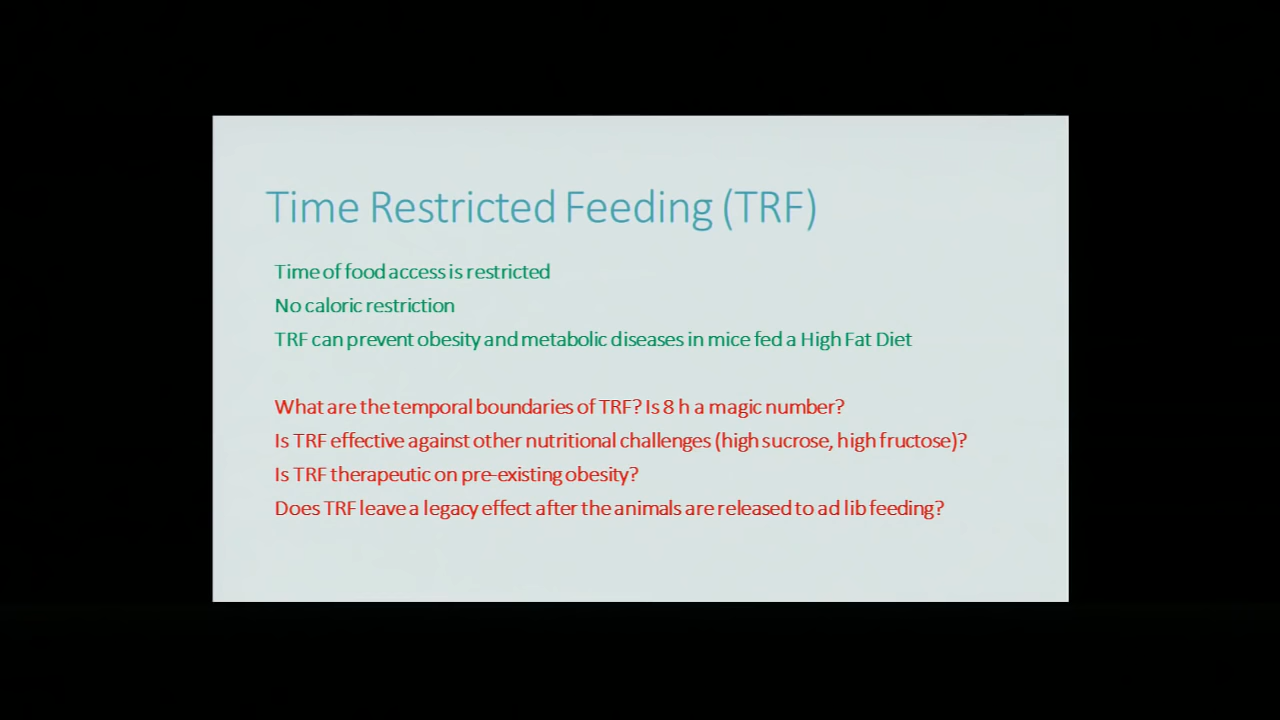 Time Restricted Feeding (TRF)
Time of food access is restricted
No caloric restriction
TRF can prevent obesity and metabolic diseases in mice fed a High Fat Diet
What are the temporal boundaries of TRF? Is 8 h a magic number?
Is TRF effective against other nutritional challenges (high sucrose, high fructose)?
Is TRF therapeutic on pre-existing obesity?
Does TRF leave a legacy effect after the animals are released to ad lib feeding?